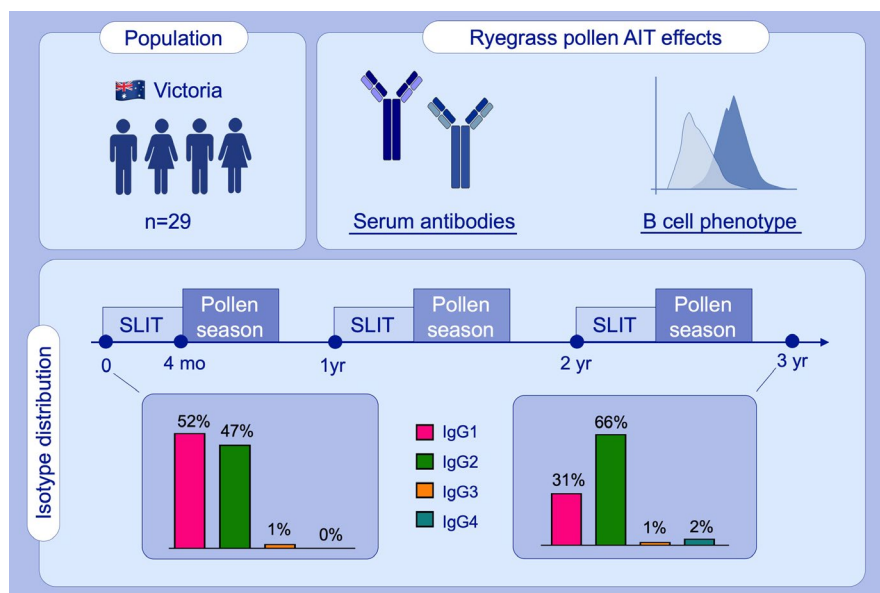 Population
Ryegrass pollen AIT effects
Victoria
n=29
Serum antibodies
B cell phenotype
Isotype distribution
SLIT
Pollen
season
SLIT
Pollen
season
SLIT
Pollen
season
0
4 mo
1yr
2 yr
3 yr
52%
47%
1%
0%
IgG1
IgG2
IgG3
IgG4
31%
66%
1%
2%